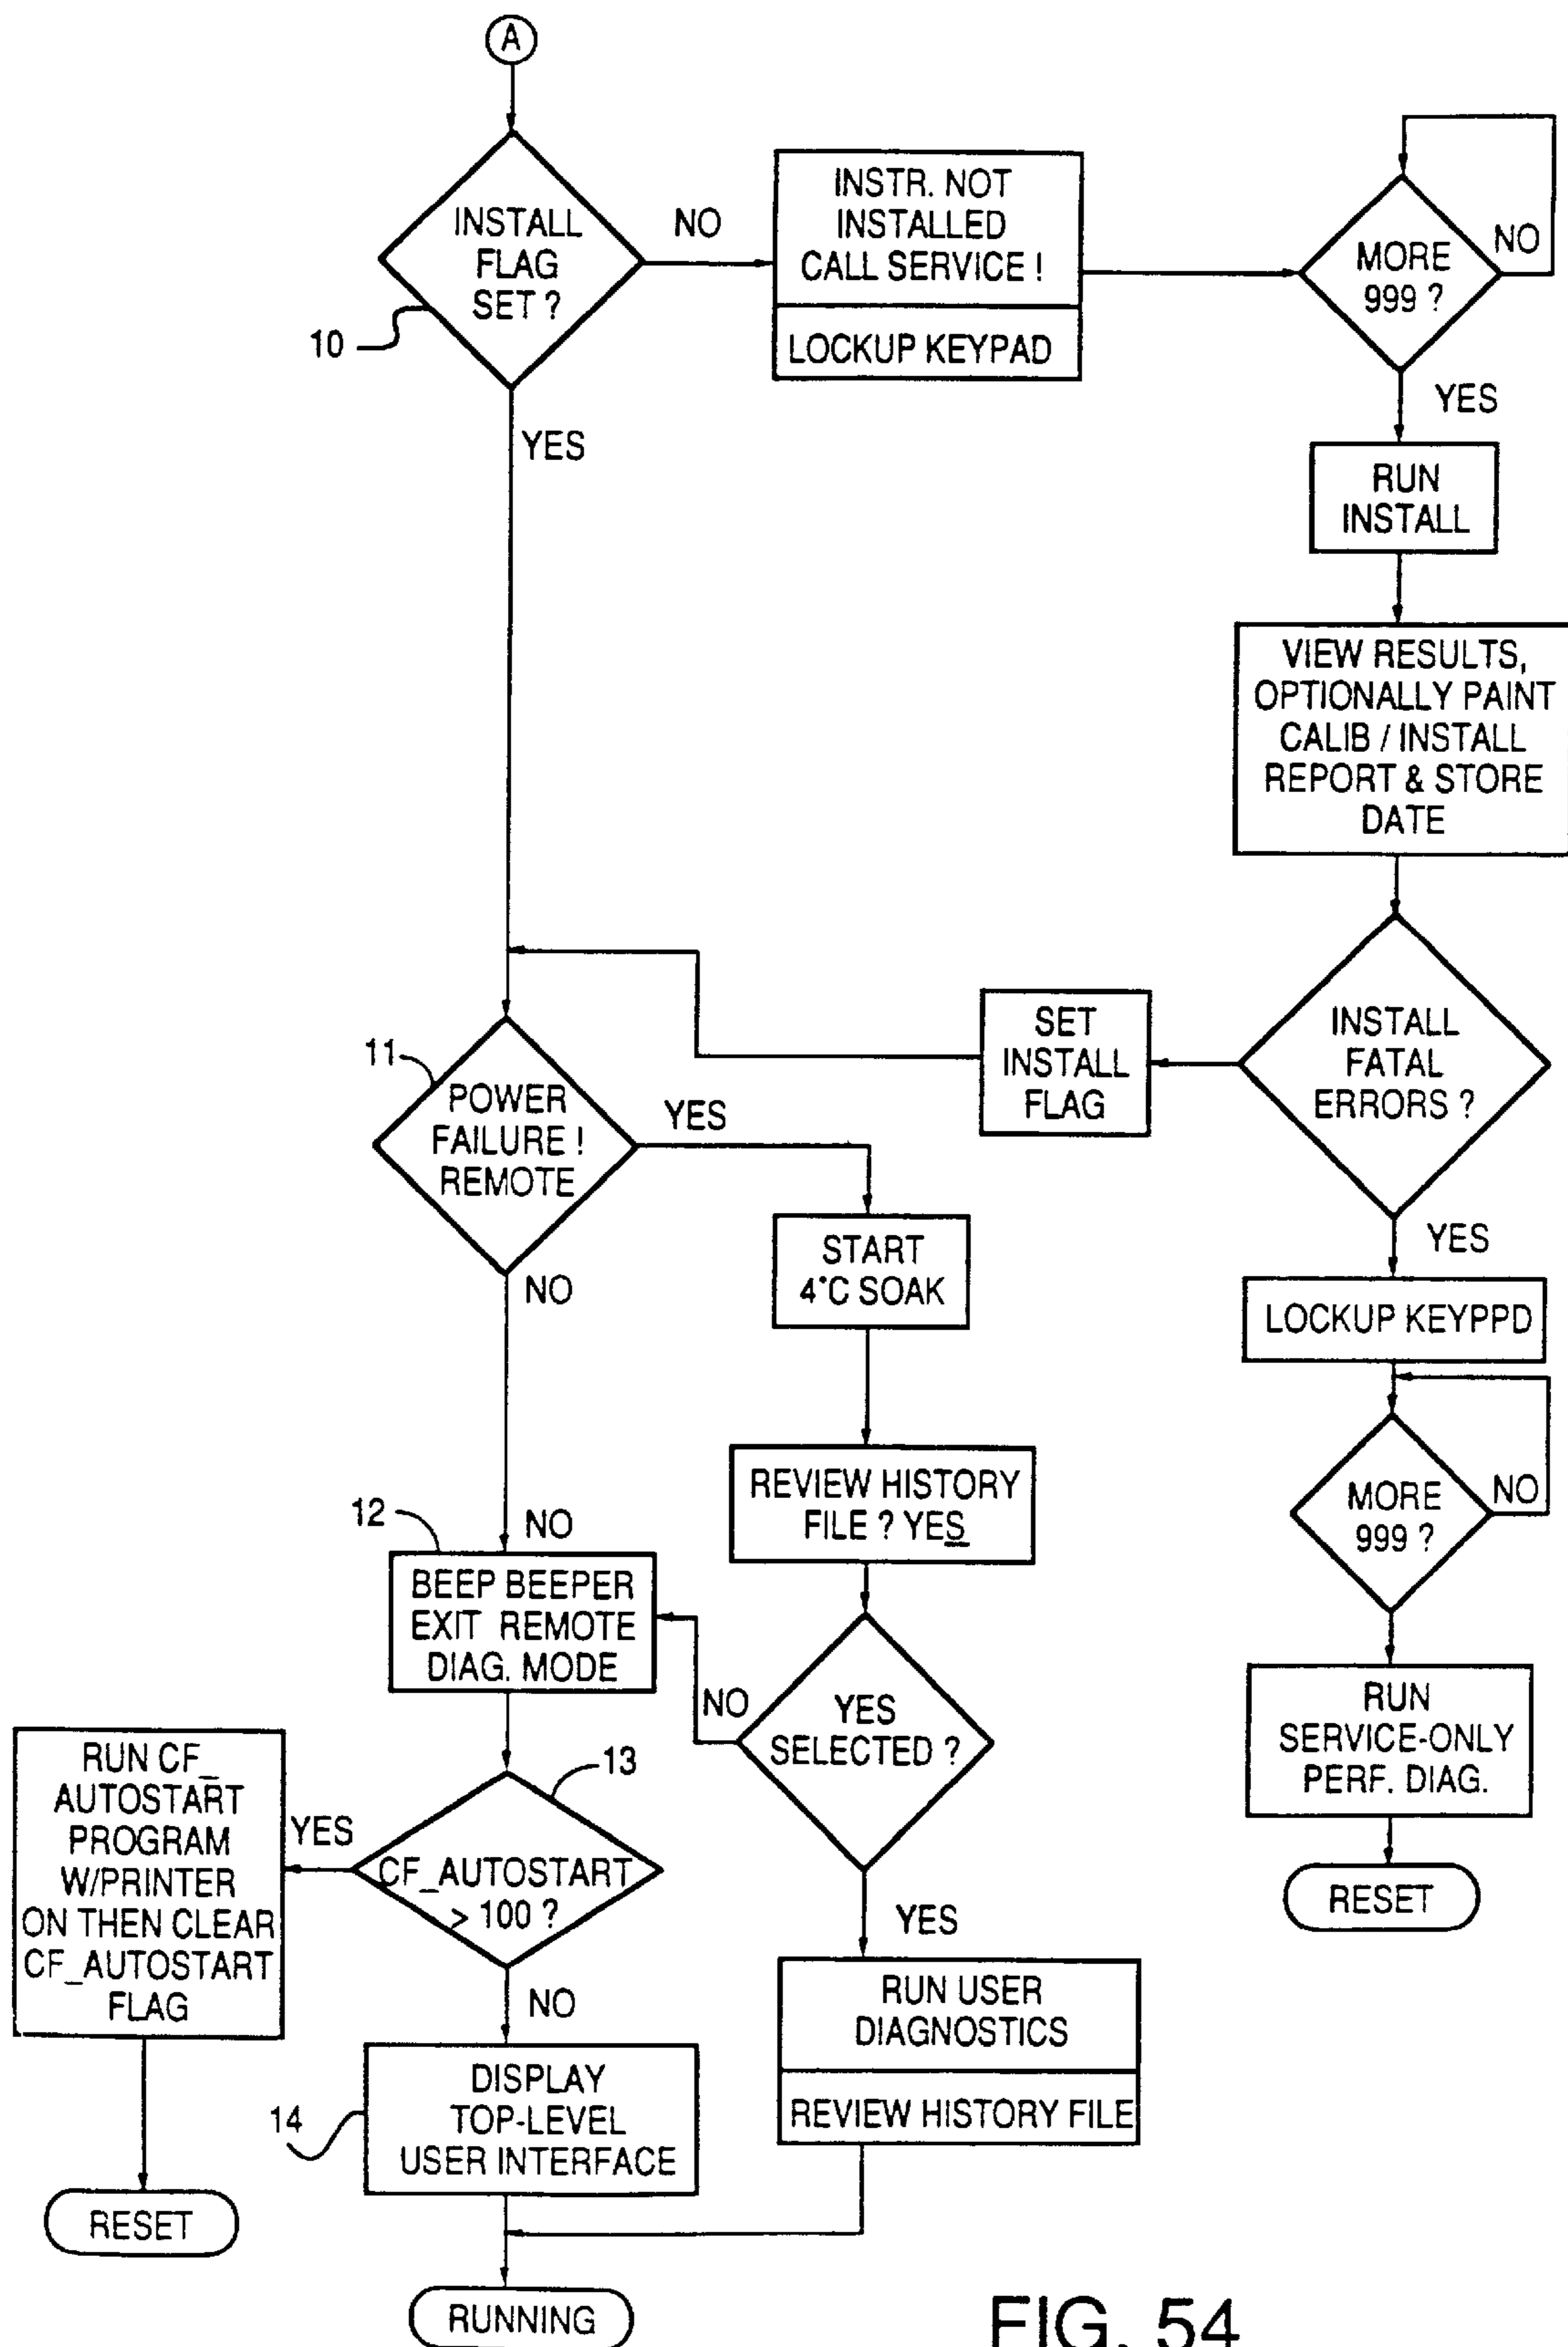 A
INSTALL
FLAG
SET ?
10
NO
YES
INSTR. NOT
INSTALLED
CALL SERVICE !
LOCKUP KEYPAD
MORE
999 ?
NO
YES
RUN
INSTALL
VIEW RESULTS,
OPTIONALLY PAINT
CALIB / INSTALL
REPORT & STORE
DATE
INSTALL
FATAL
ERRORS ?
SET
INSTALL
FLAG
YES
LOCKUP KEYPPD
MORE
999 ?
NO
RUN
SERVICE-ONLY
PERF. DIAG.
RESET
11
POWER
FAILURE !
REMOTE
YES
NO
START
4°C SOAK
REVIEW HISTORY
FILE ? YES
YES
SELECTED ?
NO
YES
RUN USER
DIAGNOSTICS
REVIEW HISTORY FILE
12
NO
BEEP BEEPER
EXIT REMOTE
DIAG. MODE
13
CF_AUTOSTART
> 100 ?
YES
NO
RUN CF_
AUTOSTART
PROGRAM
W/PRINTER
ON THEN CLEAR
CF_AUTOSTART
FLAG
RESET
14
DISPLAY
TOP-LEVEL
USER INTERFACE
RUNNING
FIG. 54